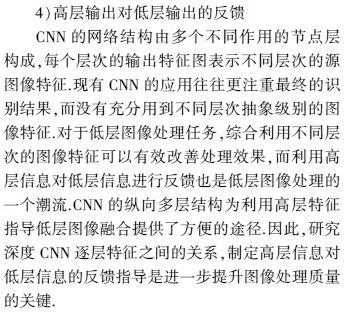 4)高层输出对低层输出的反馈
CNN 的网络结构由多个不同作用的节点层
构成,每个层次的输出特征图表示不同层次的源
图像特征.现有 CNN 的应用往往更注重最终的识
别结果,而没有充分用到不同层次抽象级别的图
像特征.对于低层图像处理任务,综合利用不同层
次的图像特征可以有效改善处理效果,而利用高
层信息对低层信息进行反馈也是低层图像处理的
一个潮流.CNN 的纵向多层结构为利用高层特征
指导低层图像融合提供了方便的途径.因此,研究
深度 CNN 逐层特征之间的关系,制定高层信息对
低层信息的反馈指导是进一步提升图像处理质量
的关键.